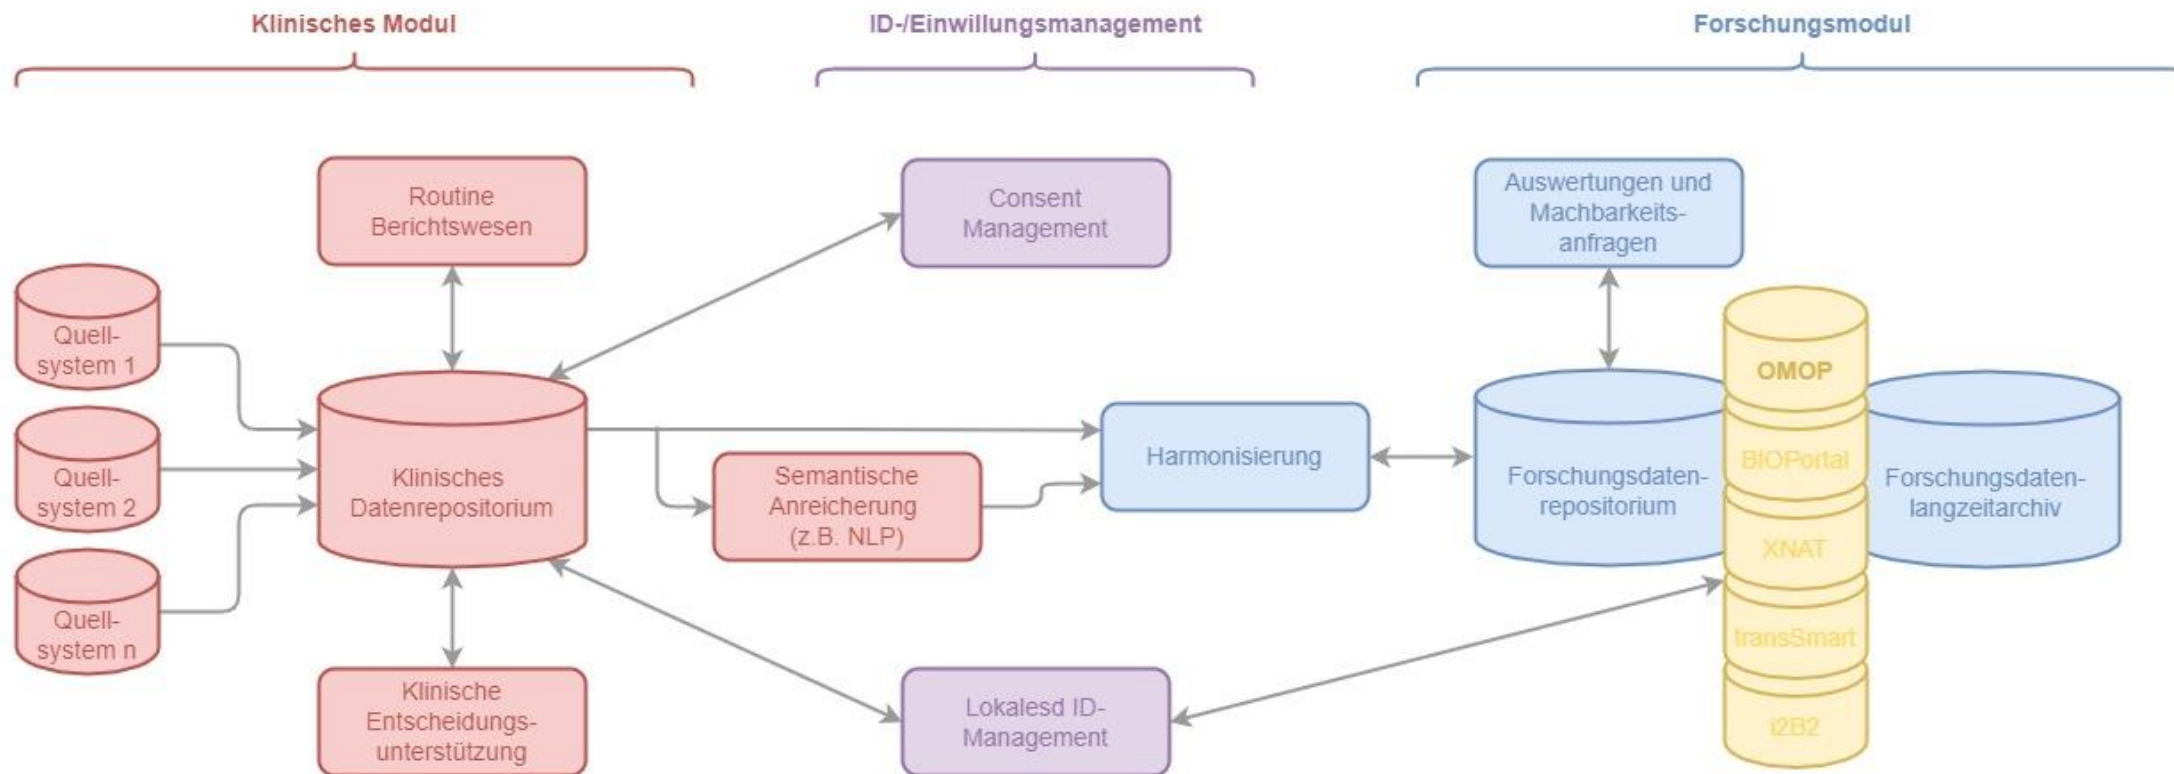 Klinisches Modul
ID-/Einwillungsmanagement
Forschungsmodul
Routine
Berichtswesen
Consent
Management
Auswertungen und
Machbarkeits-
anfragen
Quell-
system 1
Quell-
system 2
Quell-
system n
Klinisches
Datenrepositorium
Semantische
Anreicherung
(z.B. NLP)
Harmonisierung
Forschungsdaten-
repositorium
OMOP
BIOPortal
XNAT
transSmart
i2B2
Forschungsdaten-
langzeitarchiv
Klinische
Entscheidungs-
unterstützung
Lokalesd ID-
Management